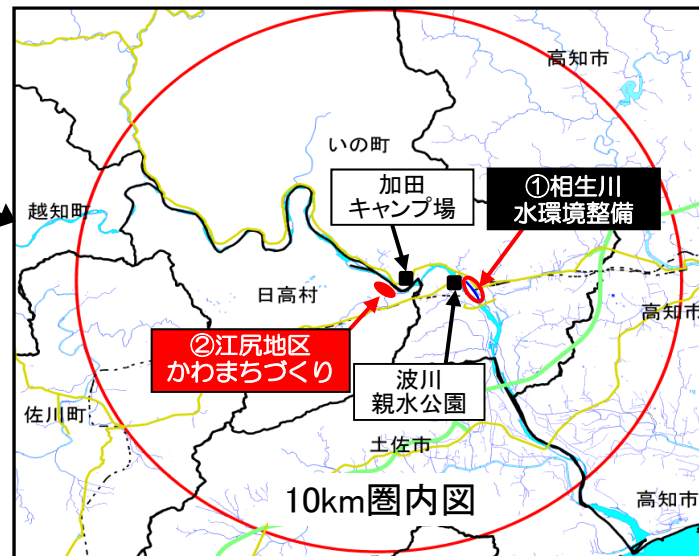 高知市
いの町
加田
キャンプ場
①相生川
水環境整備
越知町
日高村
高知市
②江尻地区
かわまちづくり
波川
親水公園
佐川町
土佐市
10km圏内図
高知市